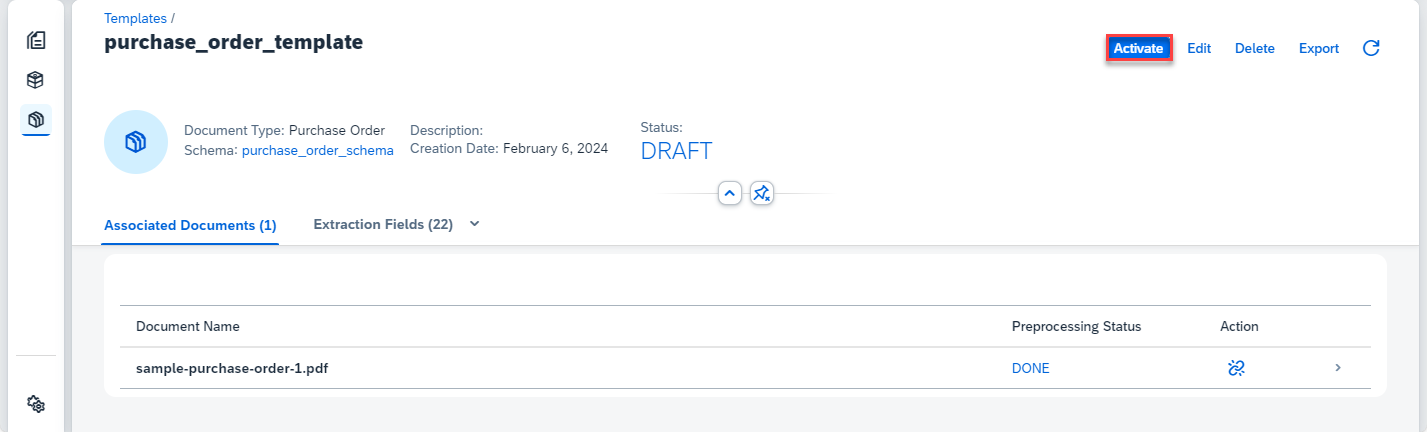 Templates /
purchase_order_template
Activate Edit Delete Export
Document Type: Purchase Order
Schema: purchase_order_schema
Description:
Creation Date: February 6, 2024
Status:
DRAFT
Associated Documents (1) Extraction Fields (22)
Document Name Preprocessing Status Action
sample-purchase-order-1.pdf DONE